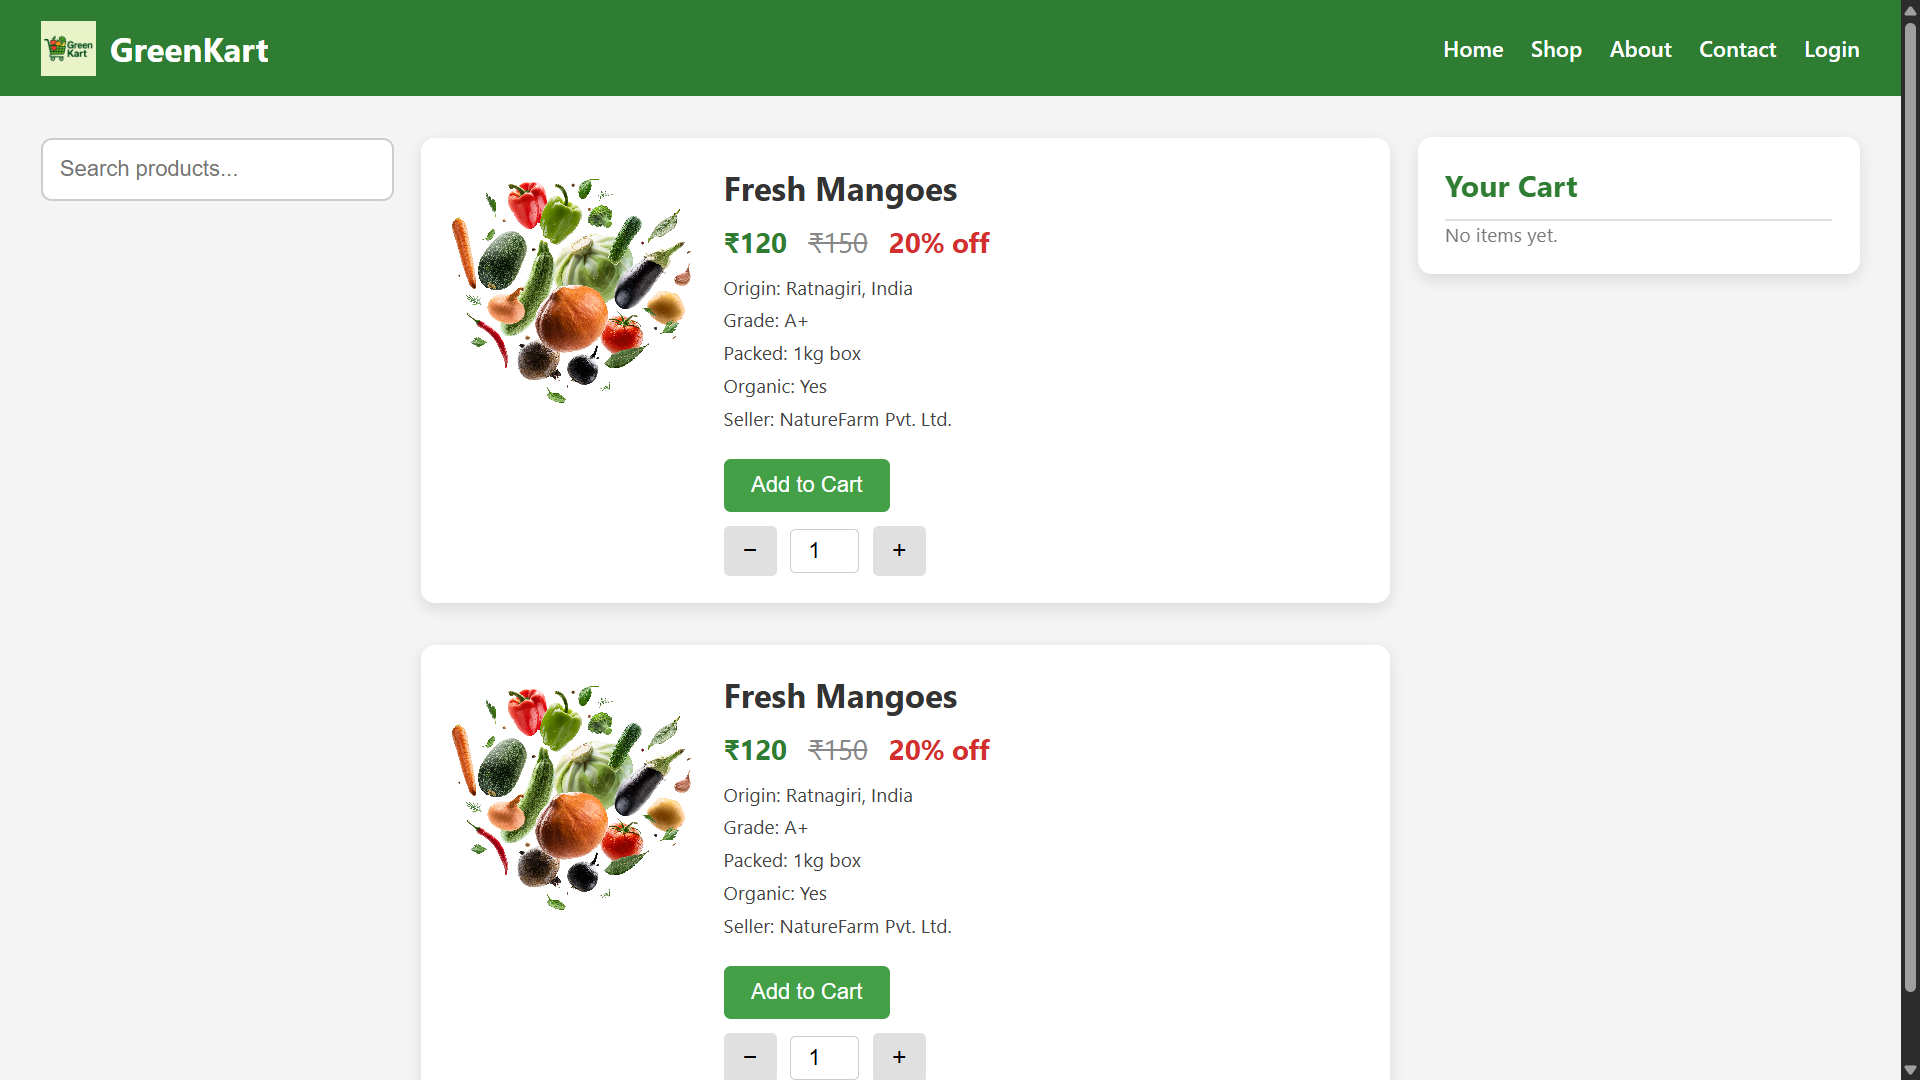 Green
Kart
GreenKart
Home
Shop
About
Contact
Login
Search products...
Fresh Mangoes
₹120 ₹150 20% off
Origin: Ratnagiri, India
Grade: A+
Packed: 1kg box
Organic: Yes
Seller: NatureFarm Pvt. Ltd.
Add to Cart
− 1 +
Fresh Mangoes
₹120 ₹150 20% off
Origin: Ratnagiri, India
Grade: A+
Packed: 1kg box
Organic: Yes
Seller: NatureFarm Pvt. Ltd.
Add to Cart
− 1 +
Your Cart
No items yet.